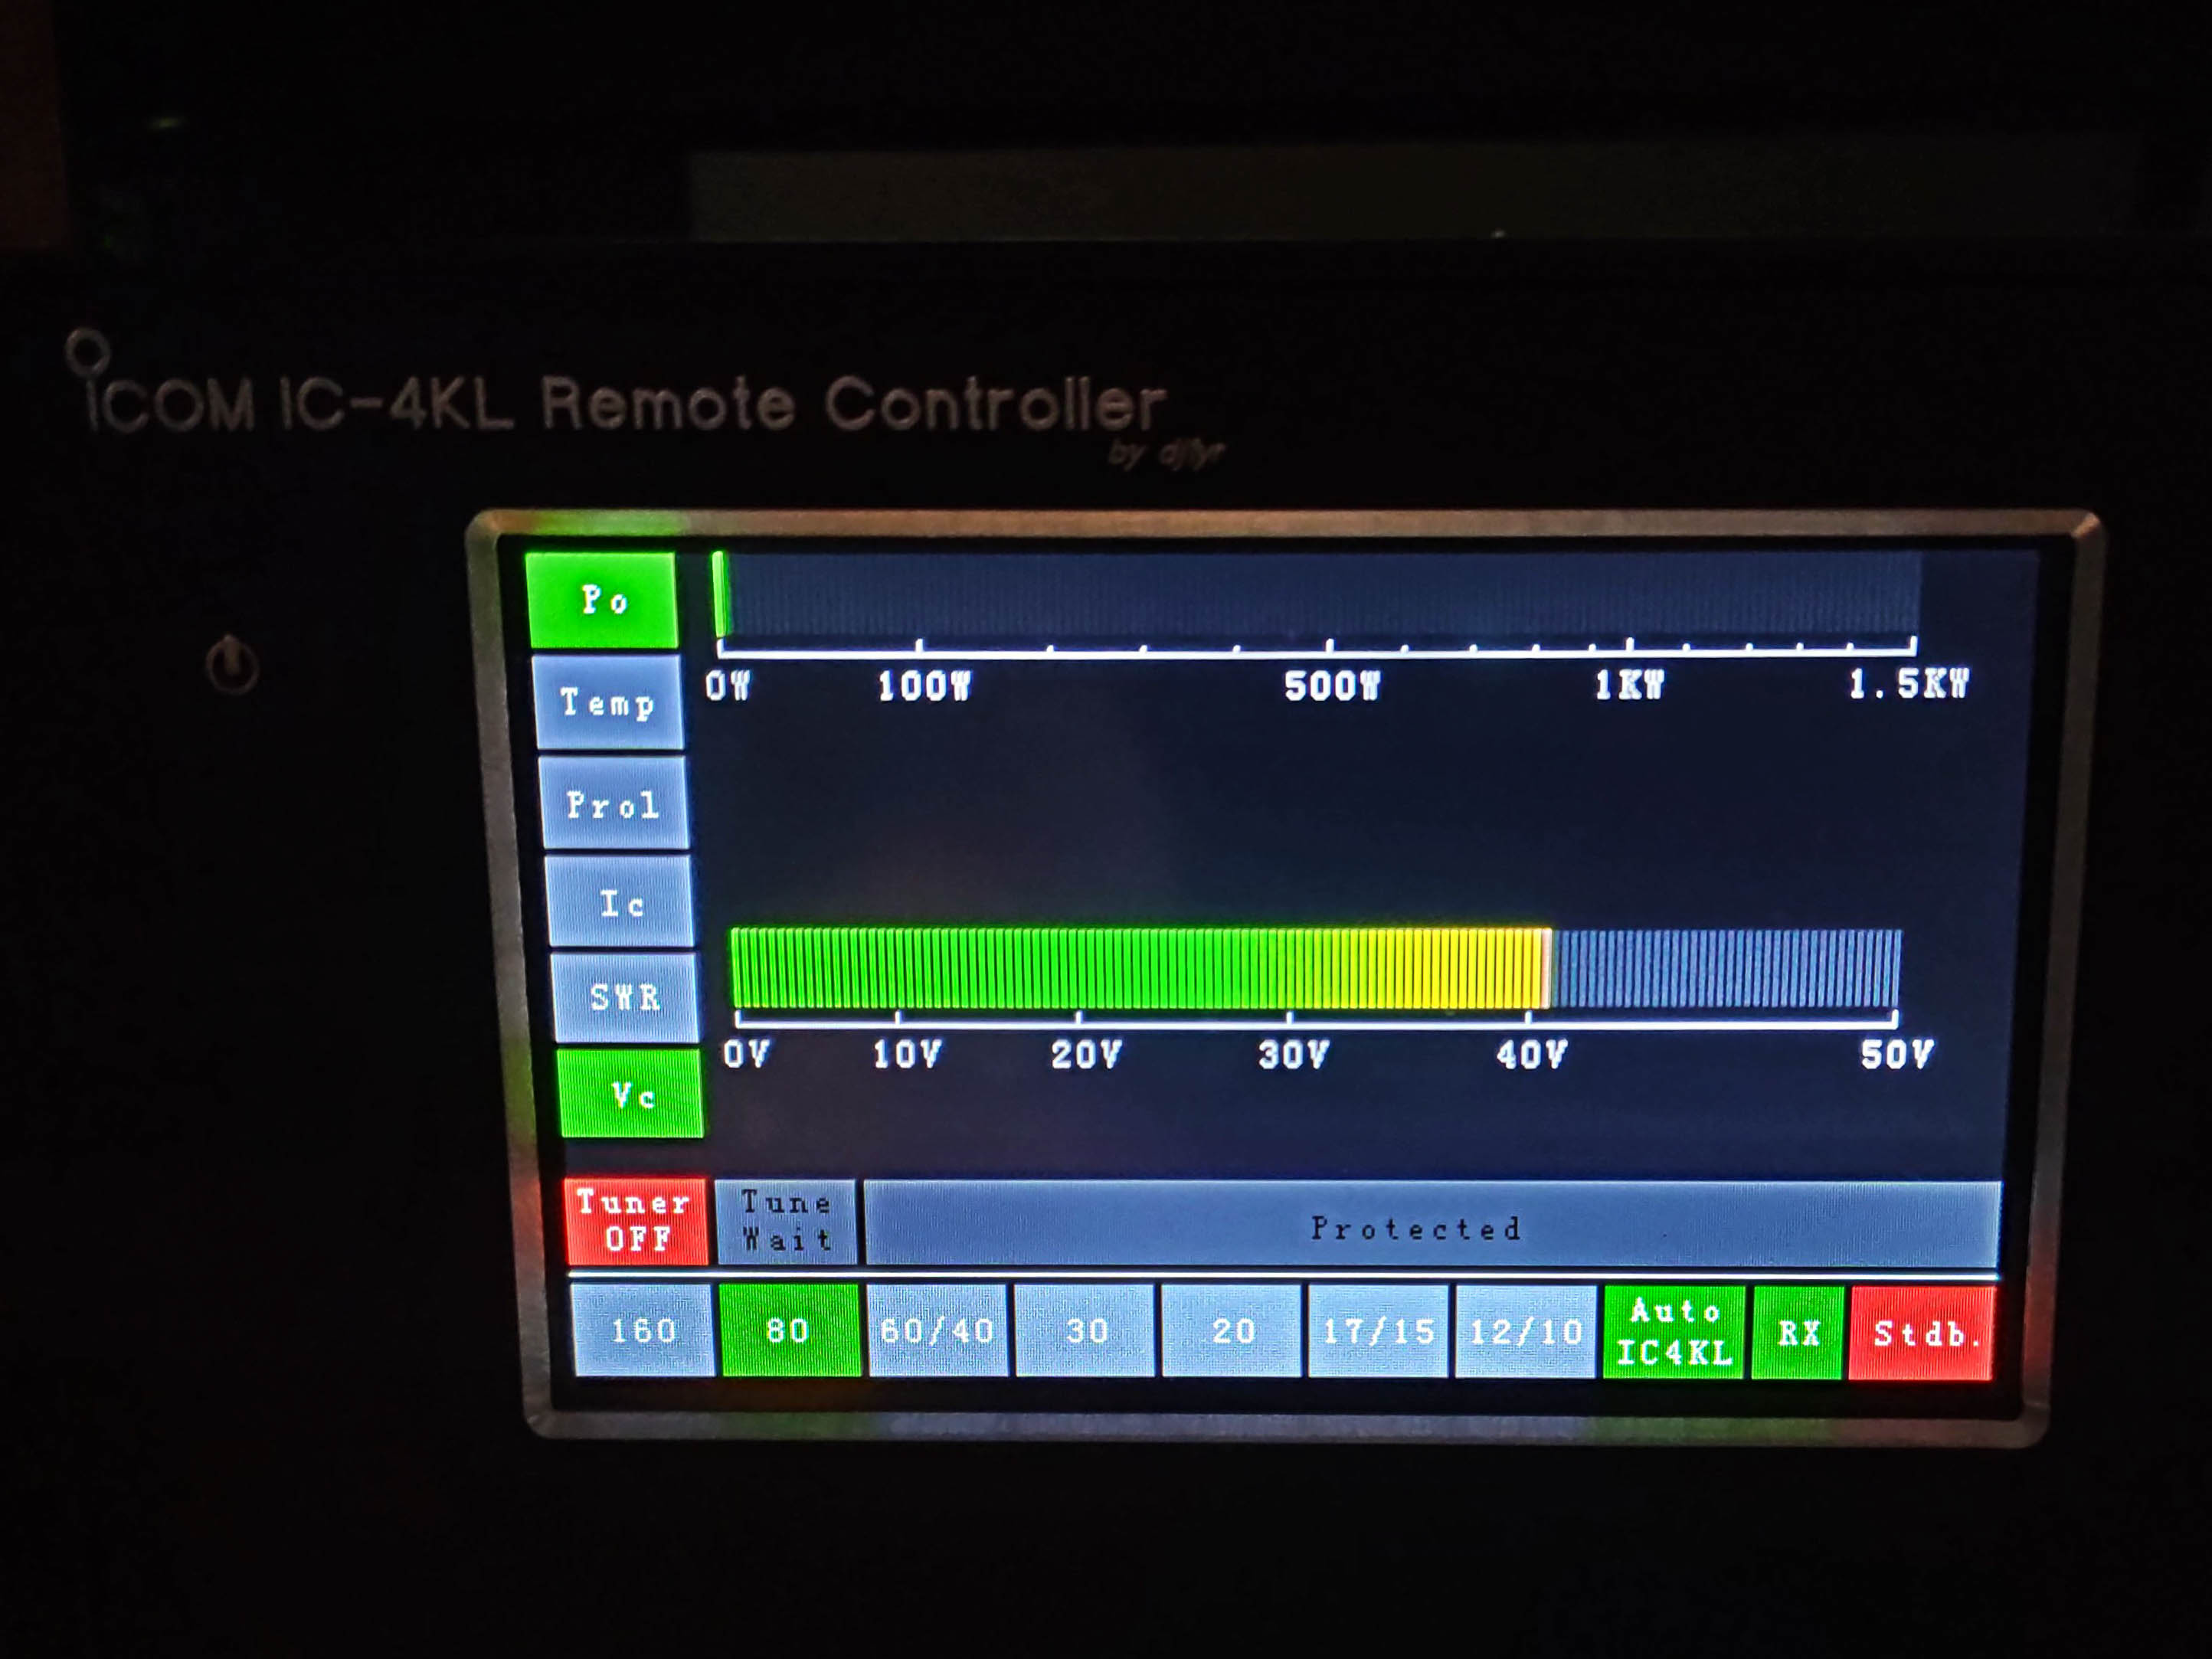 iCOM IC-4KL Remote Controller
by
Po
0W 100W 500W 1KW 1.5KW
Temp
Prol
Ic
SWR
0V 10V 20V 30V 40V 50V
Vc
Tuner
OFF
Tune
Wait
Protected
160 80 60/40 30 20 17/15 12/10
Auto
IC4KL
RX
Stdb.